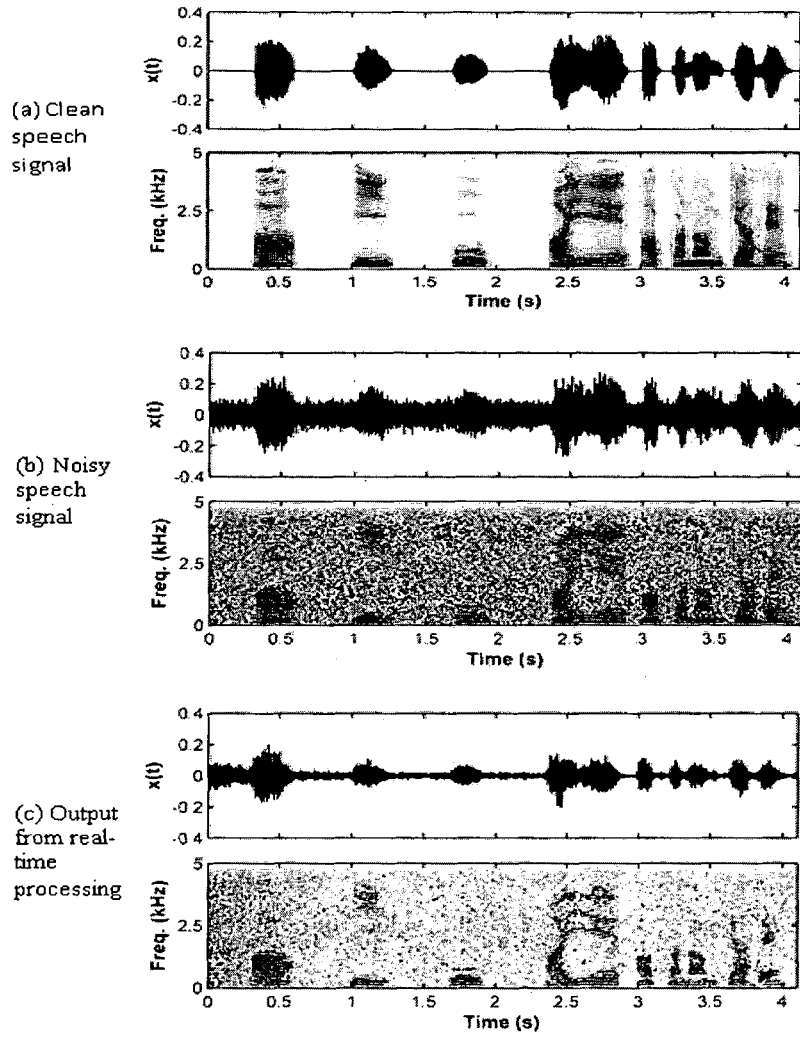 0.4
0.2
0
-0.2
-0.4
x(t)
(a) Clean
speech
signal
5
2.5
0
Freq. (kHz)
0 0.5 1 1.5 2 2.5 3 3.5 4
Time (s)
0.4
0.2
0
-0.2
-0.4
x(t)
(b) Noisy
speech
signal
5
2.5
0
Freq. (kHz)
0 0.5 1 1.5 2 2.5 3 3.5 4
Time (s)
0.4
0.2
0
-0.2
-0.4
x(t)
(c) Output
from real-
time
processing
5
2.5
0
Freq. (kHz)
0 0.5 1 1.5 2 2.5 3 3.5 4
Time (s)